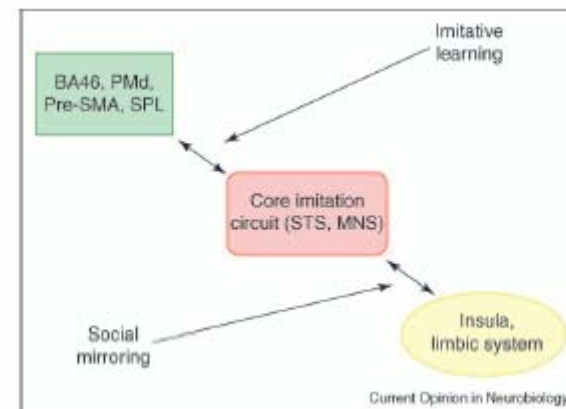 Imitative
learning
BA46, PMd,
Pre-SMA, SPL
Core imitation
circuit (STS, MNS)
Social
mirroring
Insula,
limbic system
Current Opinion in Neurobiology